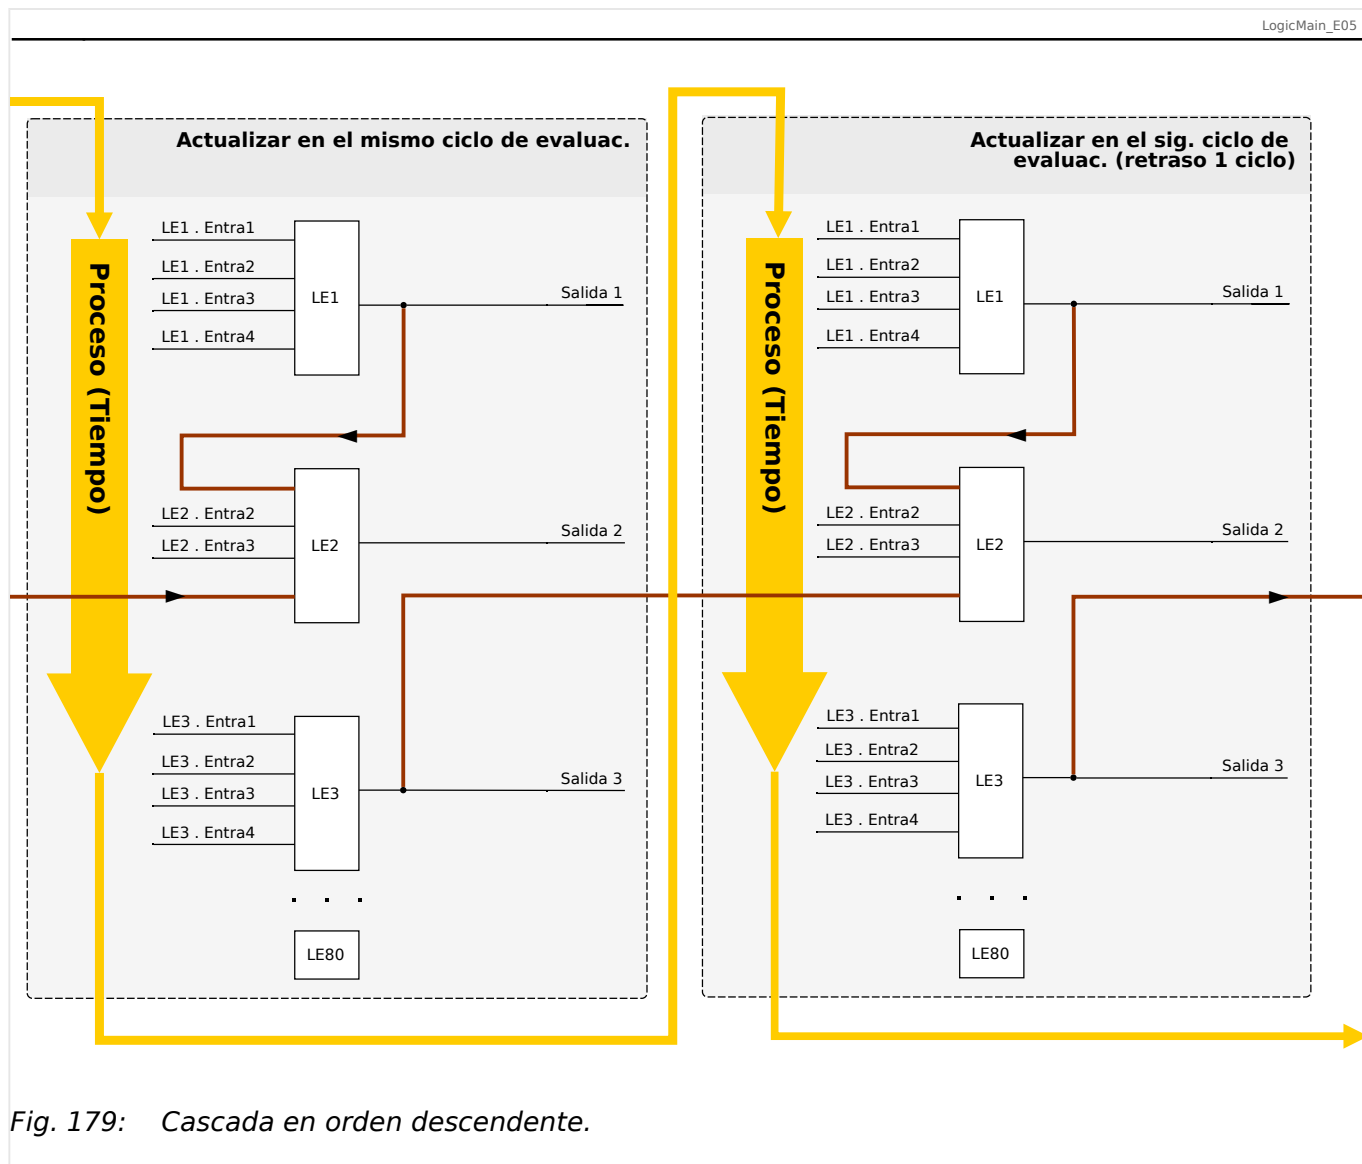 LogicMain_E05
Actualizar en el mismo ciclo de evaluac.
Proceso (Tiempo)
LE1 . Entra1
LE1 . Entra2
LE1 . Entra3
LE1 . Entra4
LE1
Salida 1
LE2 . Entra2
LE2 . Entra3
LE2
Salida 2
LE3 . Entra1
LE3 . Entra2
LE3 . Entra3
LE3 . Entra4
LE3
Salida 3
. . .
LE80
Actualizar en el sig. ciclo de
evaluac. (retraso 1 ciclo)
Proceso (Tiempo)
LE1 . Entra1
LE1 . Entra2
LE1 . Entra3
LE1 . Entra4
LE1
Salida 1
LE2 . Entra2
LE2 . Entra3
LE2
Salida 2
LE3 . Entra1
LE3 . Entra2
LE3 . Entra3
LE3 . Entra4
LE3
Salida 3
. . .
LE80
Fig. 179: Cascada en orden descendente.